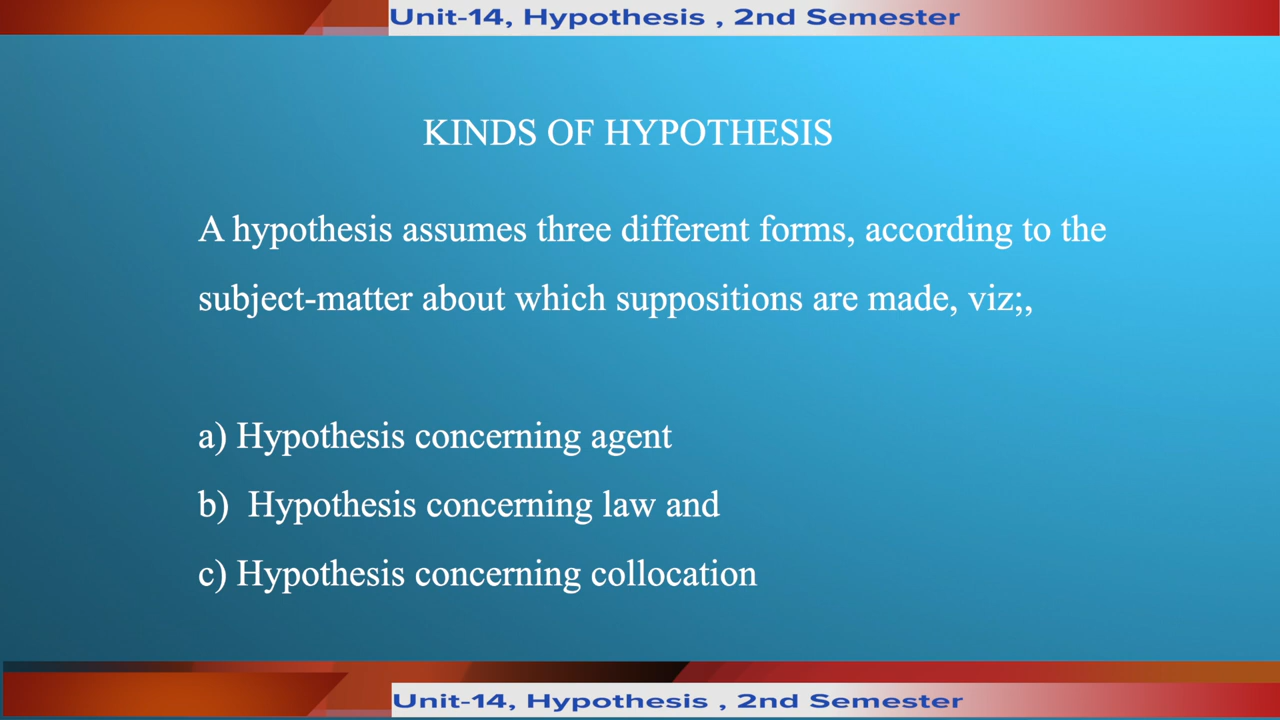 Unit-14, Hypothesis , 2nd Semester
KINDS OF HYPOTHESIS
A hypothesis assumes three different forms, according to the
subject-matter about which suppositions are made, viz;,
a) Hypothesis concerning agent
b)  Hypothesis concerning law and
c) Hypothesis concerning collocation
Unit-14, Hypothesis , 2nd Semester